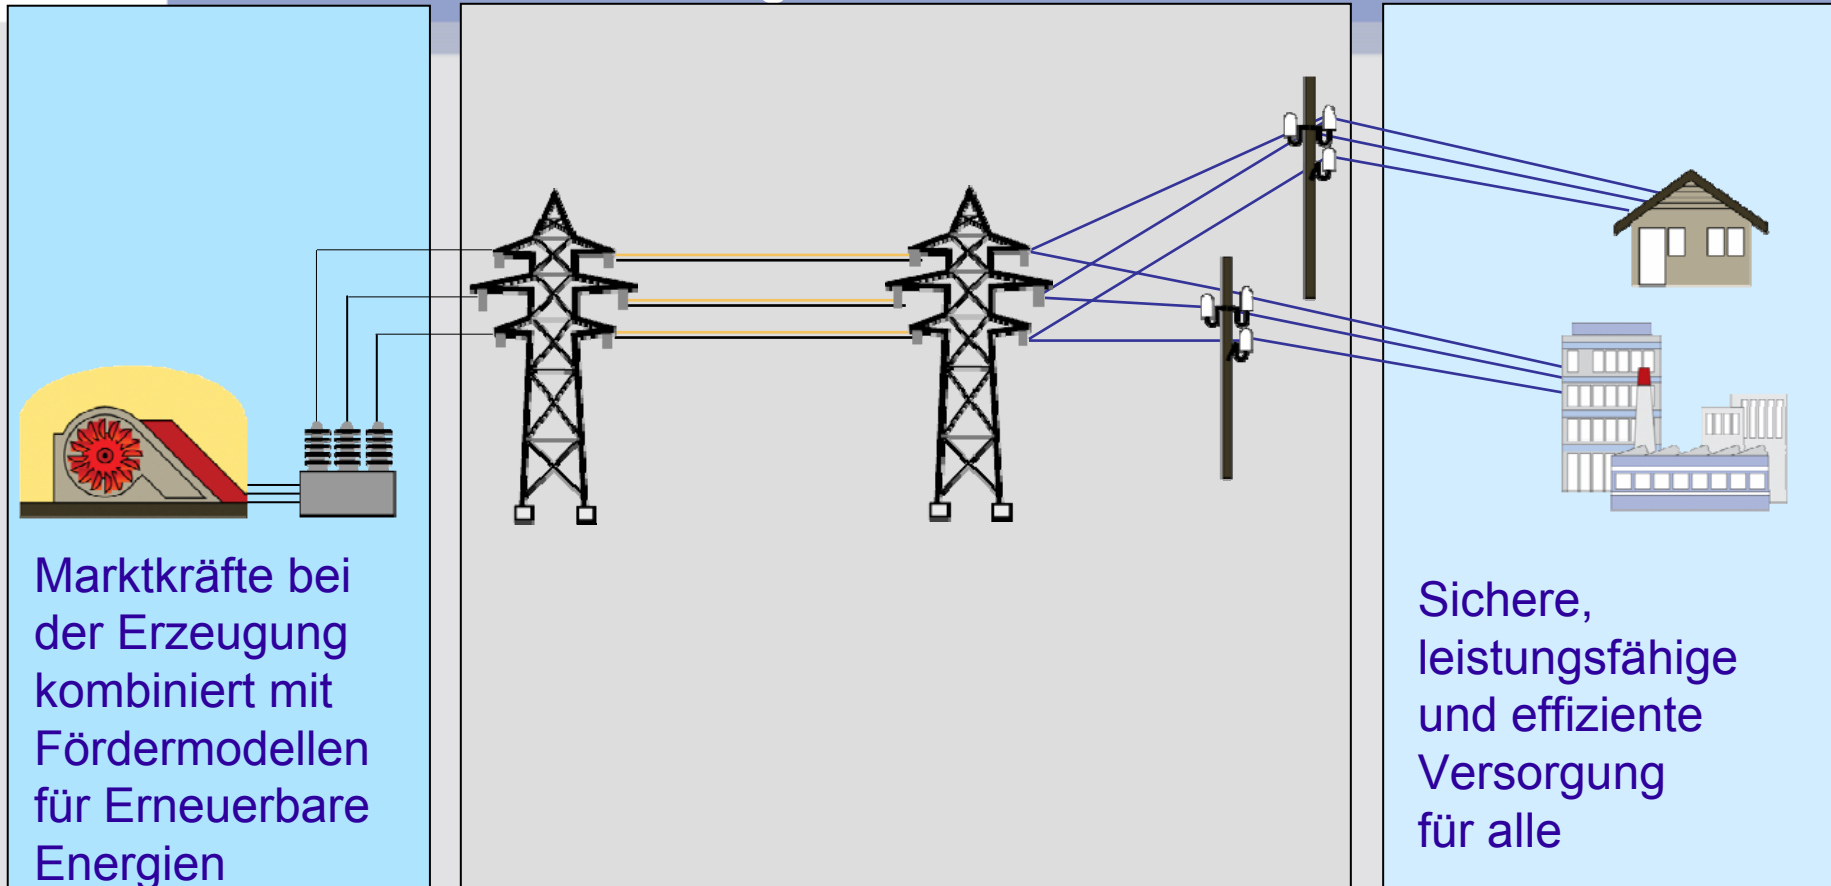 Marktkräfte bei
der Erzeugung
kombiniert mit
Fördermodellen
für Erneuerbare
Energien
Sichere,
leistungsfähige
und effiziente
Versorgung
für alle